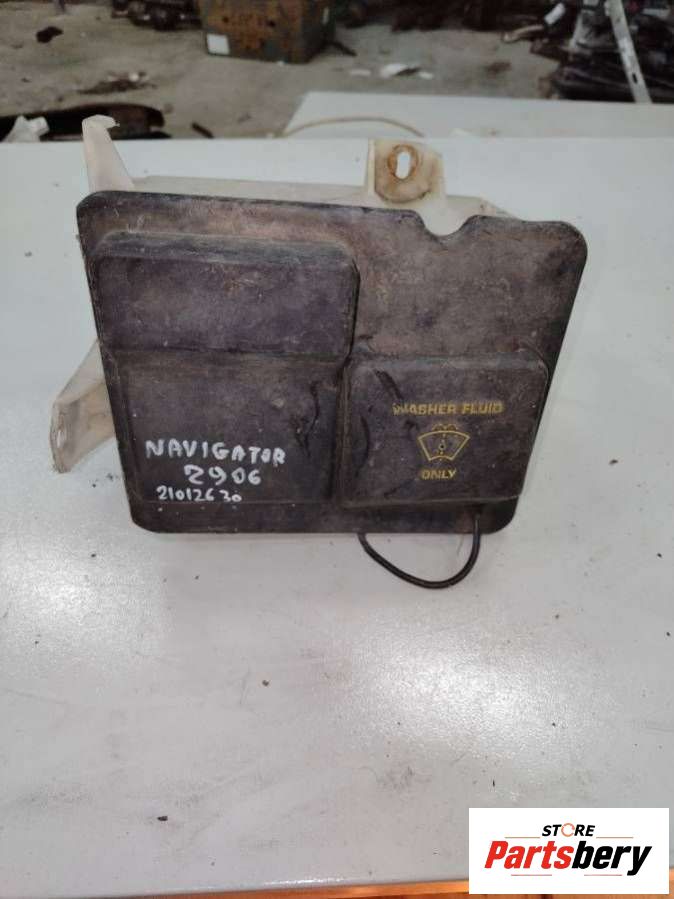 WASHER FLUID
ONLY
NAVIGATOR
2906
21012630
STORE
Partsbery